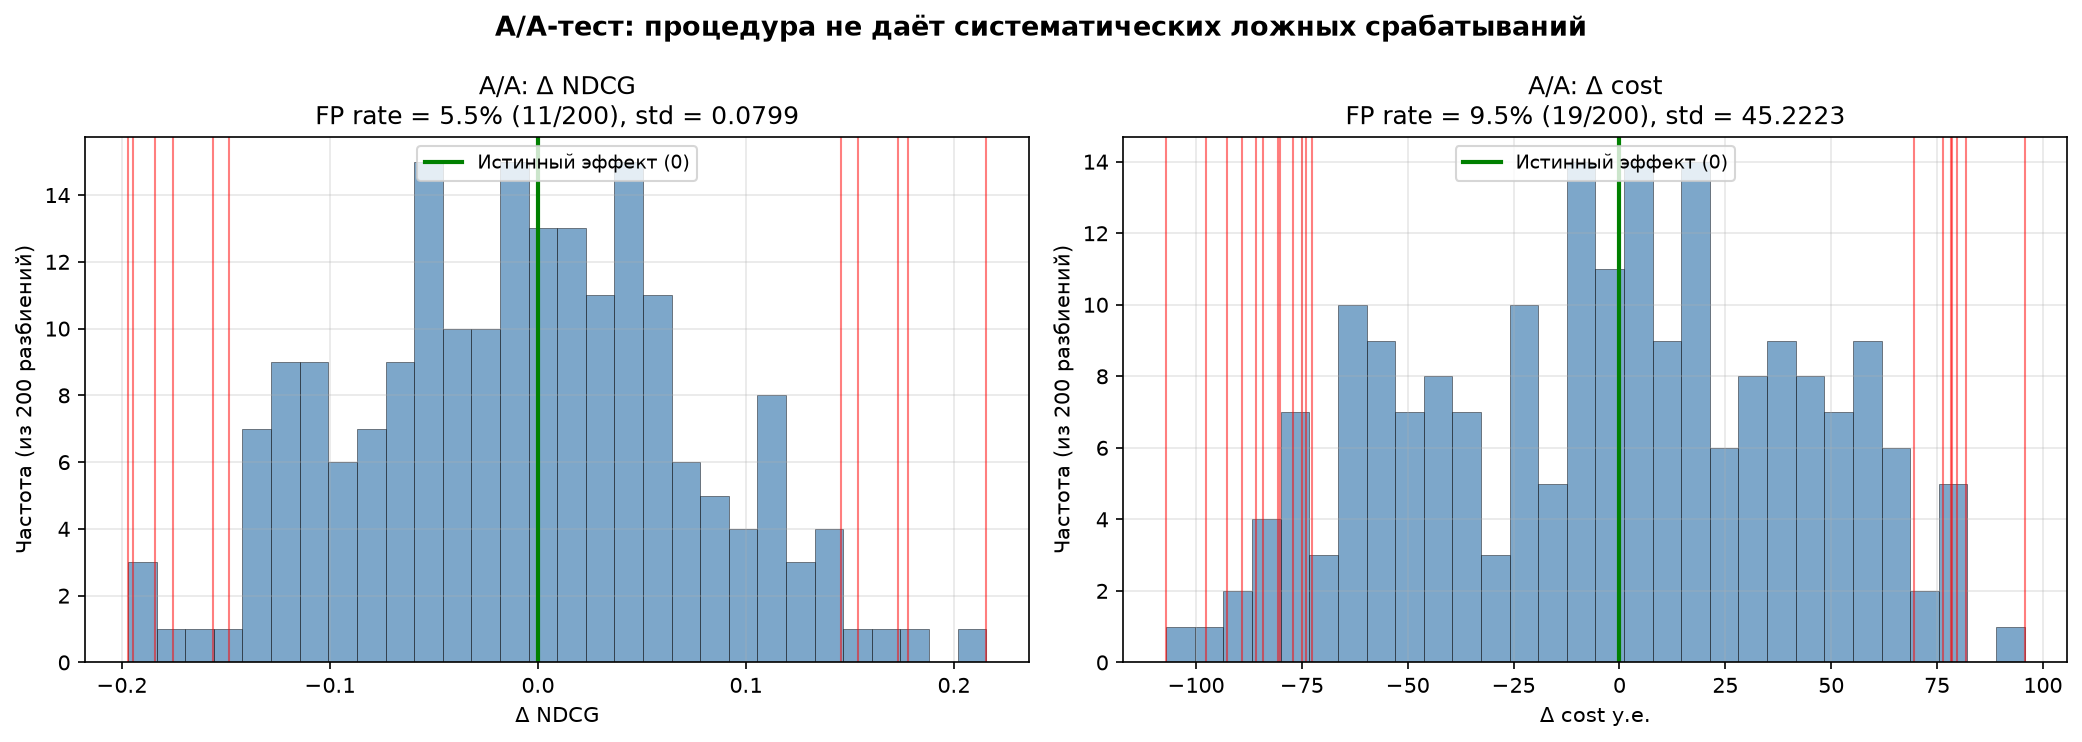 A/A-тест: процедура не даёт систематических ложных срабатываний
A/A: Δ NDCG
FP rate = 5.5% (11/200), std = 0.0799
Истинный эффект (0)
Частота (из 200 разбиений)
14
12
10
8
6
4
2
0
−0.2
−0.1
0.0
0.1
0.2
Δ NDCG
A/A: Δ cost
FP rate = 9.5% (19/200), std = 45.2223
Истинный эффект (0)
Частота (из 200 разбиений)
14
12
10
8
6
4
2
0
−100
−75
−50
−25
0
25
50
75
100
Δ cost у.е.